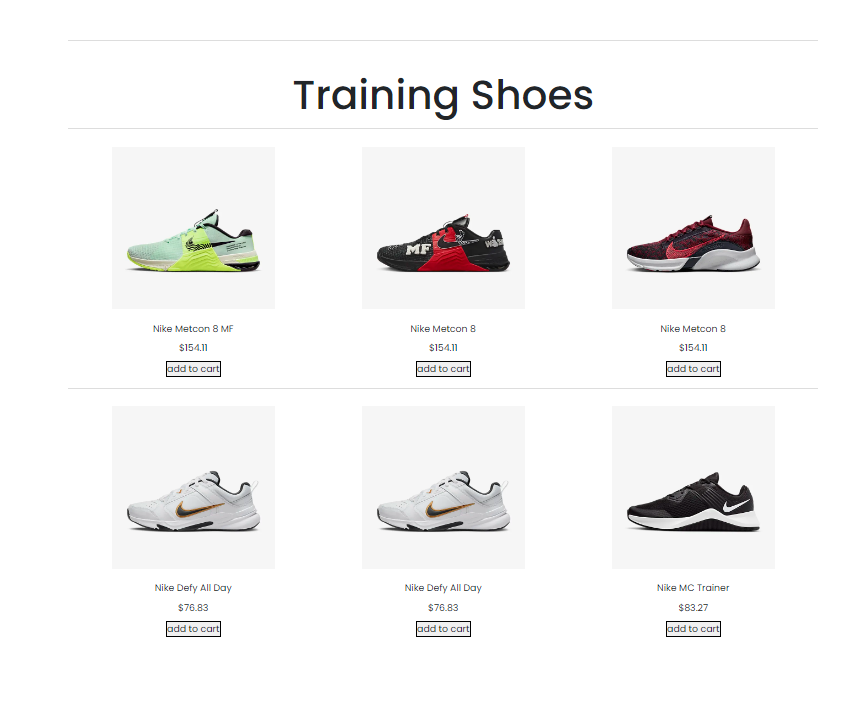 Training Shoes
MF
Nike Metcon 8 MF
Nike Metcon 8
Nike Metcon 8
$154.11
$154.11
$154.11
add to cart
add to cart
add to cart
Nike Defy All Day
Nike Defy All Day
Nike MC Trainer
$76.83
$76.83
$83.27
add to cart
add to cart
add to cart